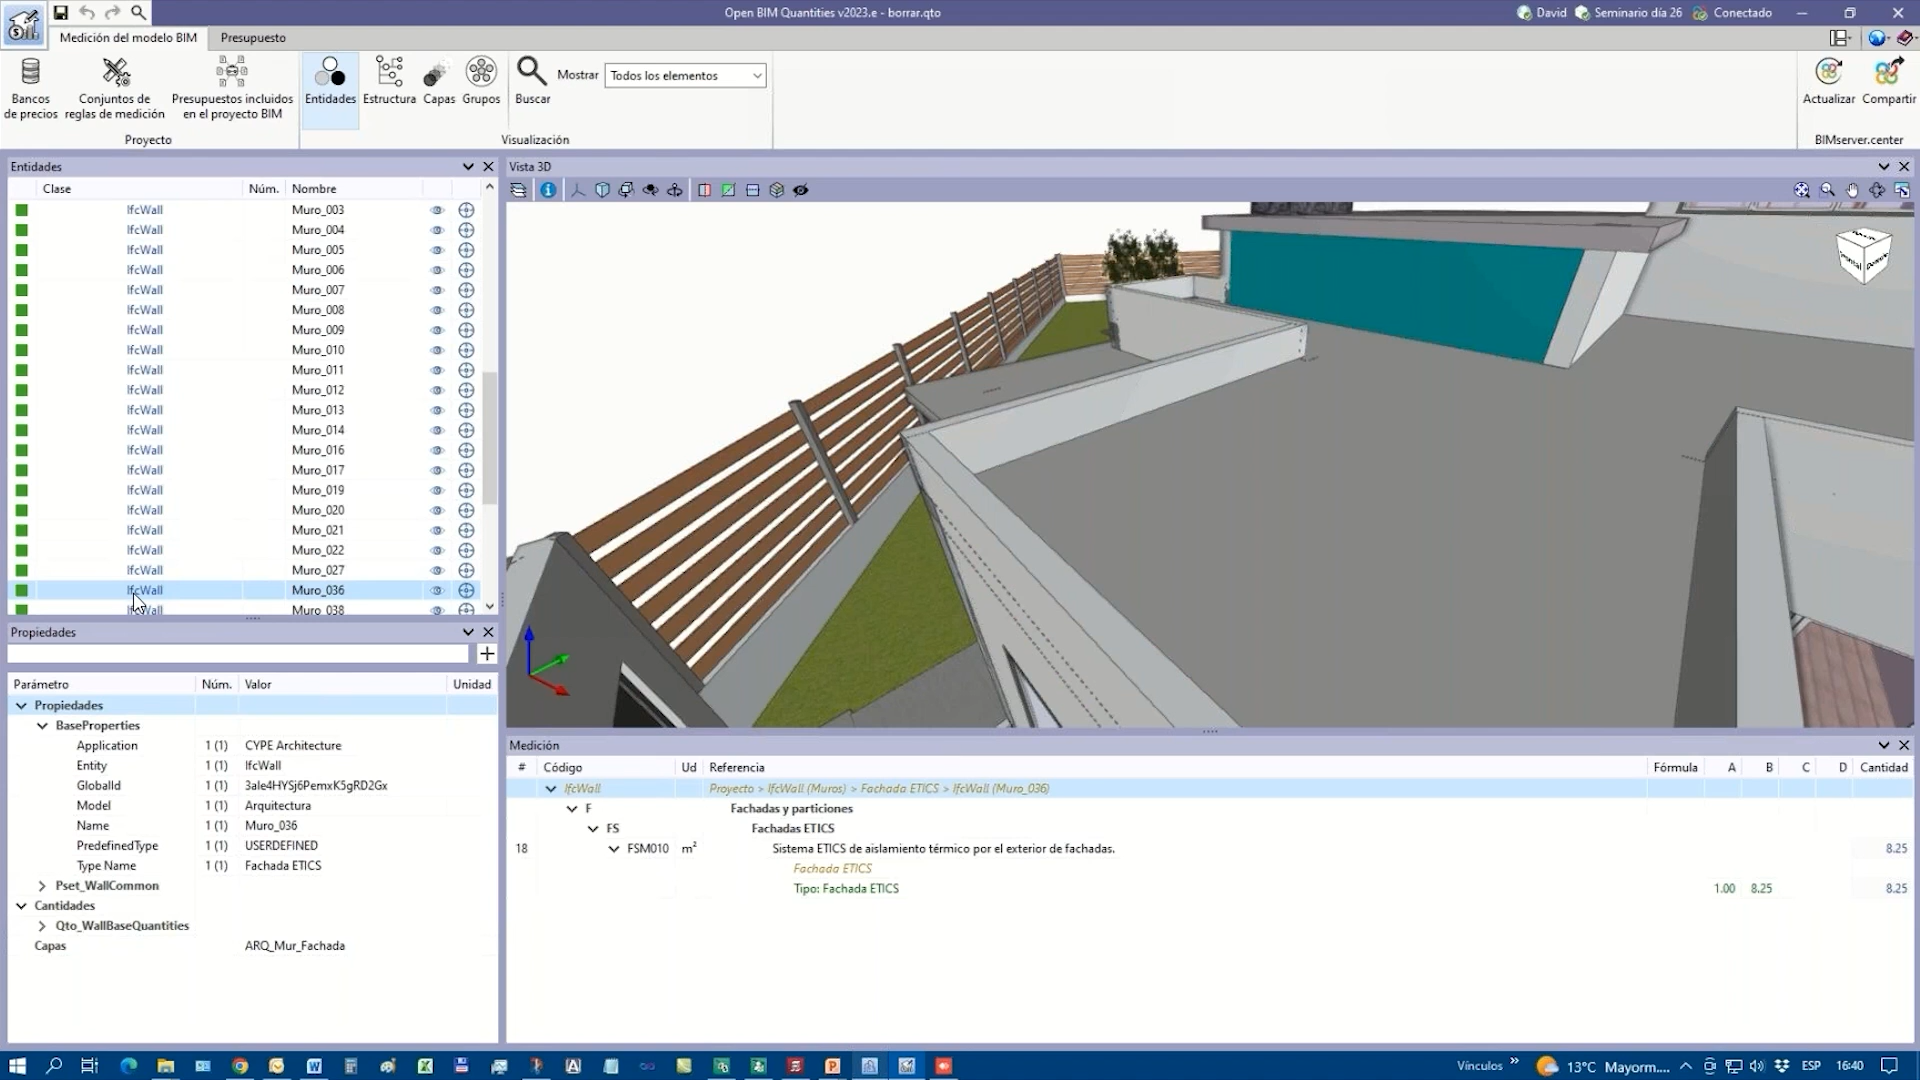 Open BIM Quantities v2023.e - borrar.qto
David
Seminario día 26
Conectado
Medición del modelo BIM
Presupuesto
Bancos
de precios
Conjuntos de
reglas de medición
Presupuestos incluidos
en el proyecto BIM
Entidades
Estructura
Capas
Grupos
Buscar
Mostrar
Todos los elementos
Actualizar
Compartir
Proyecto
Visualización
BIMserver.center
Entidades
Clase Núm. Nombre
IfcWall Muro_003
IfcWall Muro_004
IfcWall Muro_005
IfcWall Muro_006
IfcWall Muro_007
IfcWall Muro_008
IfcWall Muro_009
IfcWall Muro_010
IfcWall Muro_011
IfcWall Muro_012
IfcWall Muro_013
IfcWall Muro_014
IfcWall Muro_016
IfcWall Muro_017
IfcWall Muro_019
IfcWall Muro_020
IfcWall Muro_021
IfcWall Muro_022
IfcWall Muro_027
IfcWall Muro_036
IfcWall Muro_038
Propiedades
Parámetro Núm. Valor Unidad
Propiedades
BaseProperties
Application 1 (1) CYPE Architecture
Entity 1 (1) IfcWall
GlobalId 1 (1) 3ale4HYSj6PemxK5gRD2Gx
Model 1 (1) Arquitectura
Name 1 (1) Muro_036
PredefinedType 1 (1) USERDEFINED
Type Name 1 (1) Fachada ETICS
Pset_WallCommon
Cantidades
Qto_WallBaseQuantities
Capas ARQ_Mur_Fachada
Vista 3D
Medición
# Código Ud Referencia Fórmula A B C D Cantidad
IfcWall Proyecto > IfcWall (Muros) > Fachada ETICS > IfcWall (Muro_036)
F Fachadas y particiones
FS Fachadas ETICS
18 FSM010 m² Sistema ETICS de aislamiento térmico por el exterior de fachadas. 8.25
Fachada ETICS
Tipo: Fachada ETICS 1.00 8.25 8.25
Vínculos
13°C Mayorm....
ESP
16:40